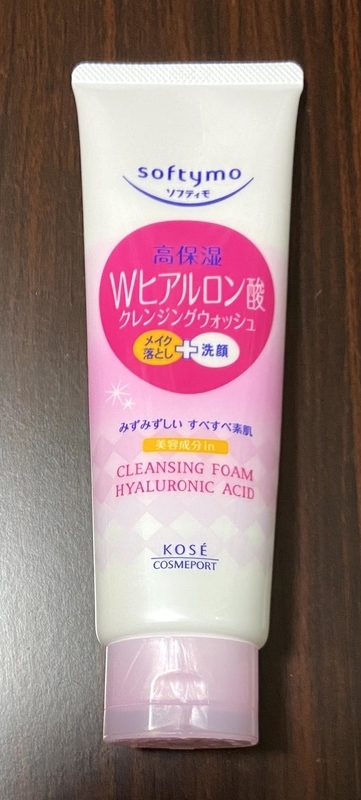 softymo
ソフティモ
高保湿
Wヒアルロン酸
クレンジングウォッシュ
メイク
落とし
+
洗顔
みずみずしい すべすべ素肌
美容成分in
CLEANSING FOAM
HYALURONIC ACID
KOSÉ
COSMEPORT